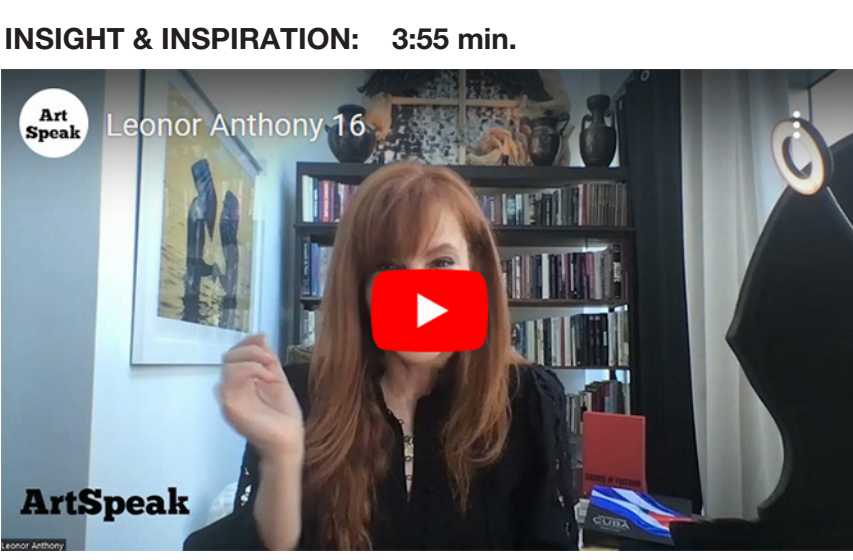 INSIGHT & INSPIRATION: 3:55 min.
Art
Speak
Leonor Anthony 16
CUBA
ArtSpeak
Leonor Anthony